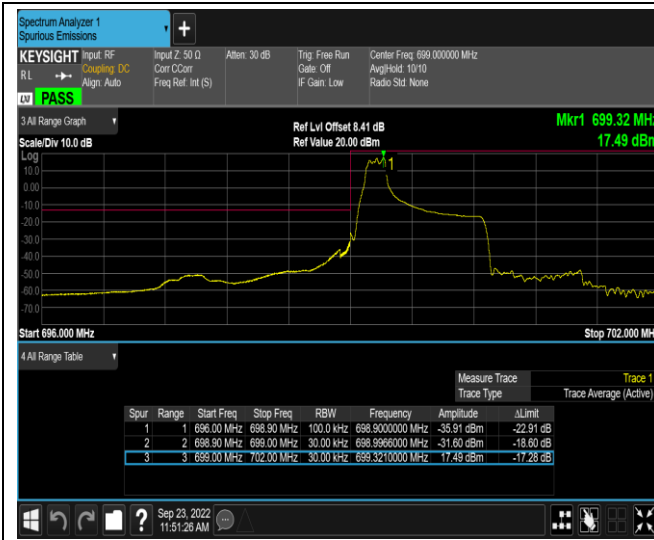 Spectrum Analyzer 1
Spurious Emissions
+
KEYSIGHT Input: RF Input Z: 50 Ω Atten: 30 dB Trig: Free Run Center Freq: 699.000000 MHz
RL Coupling: DC Corr CCorr Gate: Off Avg|Hold: 10/10
Align: Auto Freq Ref: Int (S) IF Gain: Low Radio Std: None
LXI PASS
3 All Range Graph Ref Lvl Offset 8.41 dB Mkr1 699.32 MHz
Scale/Div 10.0 dB Ref Value 20.00 dBm 17.49 dBm
Log
1
10.0
0.00
-10.0
-20.0
-30.0
-40.0
-50.0
-60.0
-70.0
Start 696.000 MHz Stop 702.000 MH
4 All Range Table
Measure Trace Trace 1
Trace Type Trace Average (Active)
Spur Range Start Freq Stop Freq RBW Frequency Amplitude ΔLimit
1 1 696.00 MHz 698.90 MHz 100.0 kHz 698.9000000 MHz -35.91 dBm -22.91 dB
2 2 698.90 MHz 699.00 MHz 30.00 kHz 698.9966000 MHz -31.60 dBm -18.60 dB
3 3 699.00 MHz 702.00 MHz 30.00 kHz 699.3210000 MHz 17.49 dBm -17.28 dB
? Sep 23, 2022
11:51:26 AM